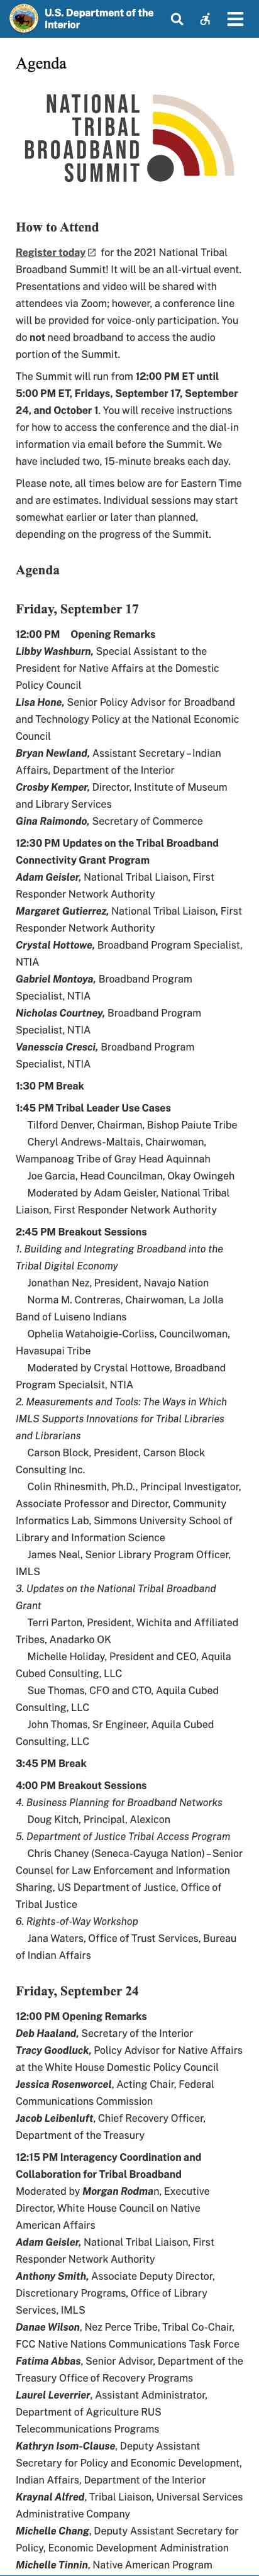 U.S. Department of the
Interior
Agenda
NATIONAL
TRIBAL
BROADBAND
SUMMIT
How to Attend
Register today for the 2021 National Tribal
Broadband Summit! It will be an all-virtual event.
Presentations and video will be shared with
attendees via Zoom; however, a conference line
will be provided for voice-only participation. You
do not need broadband to access the audio
portion of the Summit.
The Summit will run from 12:00 PM ET until
5:00 PM ET, Fridays, September 17, September
24, and October 1. You will receive instructions
for how to access the conference and the dial-in
information via email before the Summit. We
have included two, 15-minute breaks each day.
Please note, all times below are for Eastern Time
and are estimates. Individual sessions may start
somewhat earlier or later than planned,
depending on the progress of the Summit.
Agenda
Friday, September 17
12:00 PM Opening Remarks
Libby Washburn, Special Assistant to the
President for Native Affairs at the Domestic
Policy Council
Lisa Hone, Senior Policy Advisor for Broadband
and Technology Policy at the National Economic
Council
Bryan Newland, Assistant Secretary – Indian
Affairs, Department of the Interior
Crosby Kemper, Director, Institute of Museum
and Library Services
Gina Raimondo, Secretary of Commerce
12:30 PM Updates on the Tribal Broadband
Connectivity Grant Program
Adam Geisler, National Tribal Liaison, First
Responder Network Authority
Margaret Gutierrez, National Tribal Liaison, First
Responder Network Authority
Crystal Hottowe, Broadband Program Specialist,
NTIA
Gabriel Montoya, Broadband Program
Specialist, NTIA
Nicholas Courtney, Broadband Program
Specialist, NTIA
Vanesscia Cresci, Broadband Program
Specialist, NTIA
1:30 PM Break
1:45 PM Tribal Leader Use Cases
Tilford Denver, Chairman, Bishop Paiute Tribe
Cheryl Andrews-Maltais, Chairwoman,
Wampanoag Tribe of Gray Head Aquinnah
Joe Garcia, Head Councilman, Okay Owingeh
Moderated by Adam Geisler, National Tribal
Liaison, First Responder Network Authority
2:45 PM Breakout Sessions
1. Building and Integrating Broadband into the
Tribal Digital Economy
Jonathan Nez, President, Navajo Nation
Norma M. Contreras, Chairwoman, La Jolla
Band of Luiseno Indians
Ophelia Watahoigie-Corliss, Councilwoman,
Havasupai Tribe
Moderated by Crystal Hottowe, Broadband
Program Specialsit, NTIA
2. Measurements and Tools: The Ways in Which
IMLS Supports Innovations for Tribal Libraries
and Librarians
Carson Block, President, Carson Block
Consulting Inc.
Colin Rhinesmith, Ph.D., Principal Investigator,
Associate Professor and Director, Community
Informatics Lab, Simmons University School of
Library and Information Science
James Neal, Senior Library Program Officer,
IMLS
3. Updates on the National Tribal Broadband
Grant
Terri Parton, President, Wichita and Affiliated
Tribes, Anadarko OK
Michelle Holiday, President and CEO, Aquila
Cubed Consulting, LLC
Sue Thomas, CFO and CTO, Aquila Cubed
Consulting, LLC
John Thomas, Sr Engineer, Aquila Cubed
Consulting, LLC
3:45 PM Break
4:00 PM Breakout Sessions
4. Business Planning for Broadband Networks
Doug Kitch, Principal, Alexicon
5. Department of Justice Tribal Access Program
Chris Chaney (Seneca-Cayuga Nation) – Senior
Counsel for Law Enforcement and Information
Sharing, US Department of Justice, Office of
Tribal Justice
6. Rights-of-Way Workshop
Jana Waters, Office of Trust Services, Bureau
of Indian Affairs
Friday, September 24
12:00 PM Opening Remarks
Deb Haaland, Secretary of the Interior
Tracy Goodluck, Policy Advisor for Native Affairs
at the White House Domestic Policy Council
Jessica Rosenworcel, Acting Chair, Federal
Communications Commission
Jacob Leibenluft, Chief Recovery Officer,
Department of the Treasury
12:15 PM Interagency Coordination and
Collaboration for Tribal Broadband
Moderated by Morgan Rodman, Executive
Director, White House Council on Native
American Affairs
Adam Geisler, National Tribal Liaison, First
Responder Network Authority
Anthony Smith, Associate Deputy Director,
Discretionary Programs, Office of Library
Services, IMLS
Danae Wilson, Nez Perce Tribe, Tribal Co-Chair,
FCC Native Nations Communications Task Force
Fatima Abbas, Senior Advisor, Department of the
Treasury Office of Recovery Programs
Laurel Leverrier, Assistant Administrator,
Department of Agriculture RUS
Telecommunications Programs
Kathryn Isom-Clause, Deputy Assistant
Secretary for Policy and Economic Development,
Indian Affairs, Department of the Interior
Kraynal Alfred, Tribal Liaison, Universal Services
Administrative Company
Michelle Chang, Deputy Assistant Secretary for
Policy, Economic Development Administration
Michelle Tinnin, Native American Program